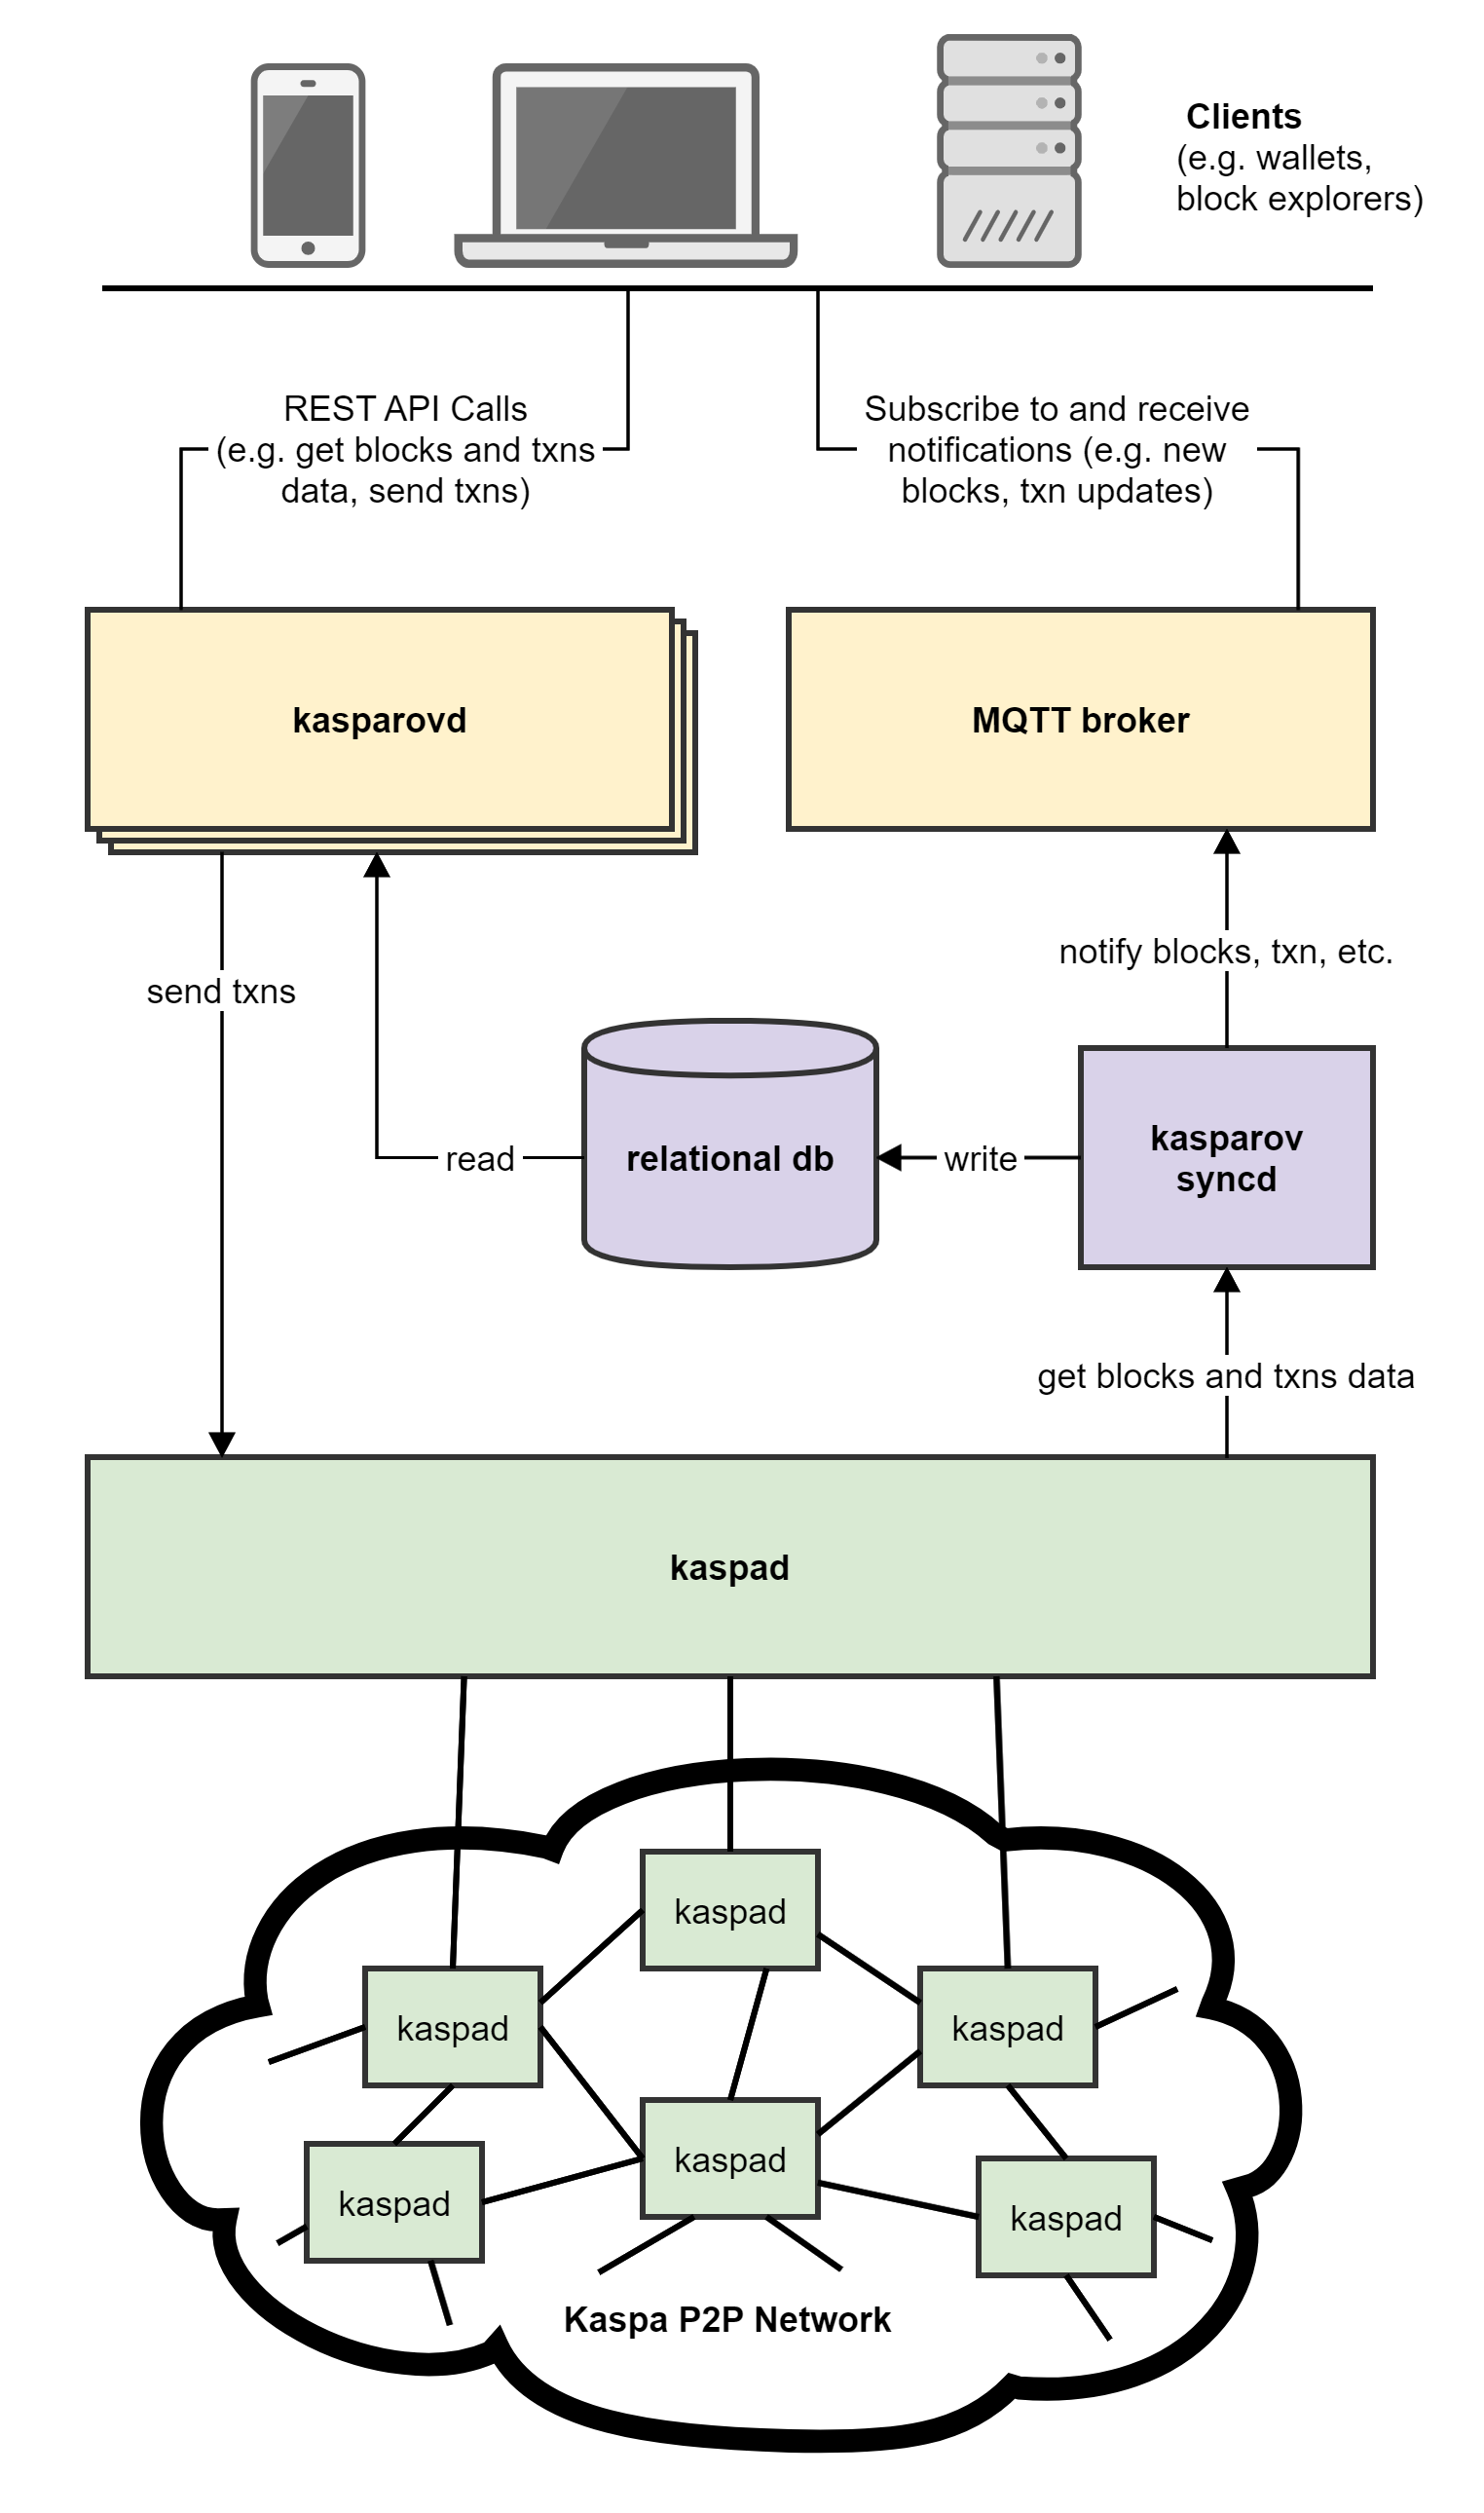 Clients
(e.g. wallets,
block explorers)
REST API Calls
(e.g. get blocks and txns
data, send txns)
Subscribe to and receive
notifications (e.g. new
blocks, txn updates)
kasparovd
MQTT broker
notify blocks, txn, etc.
send txns
relational db
read
write
kasparov
syncd
get blocks and txns data
kaspad
kaspad
kaspad
kaspad
kaspad
kaspad
kaspad
Kaspa P2P Network